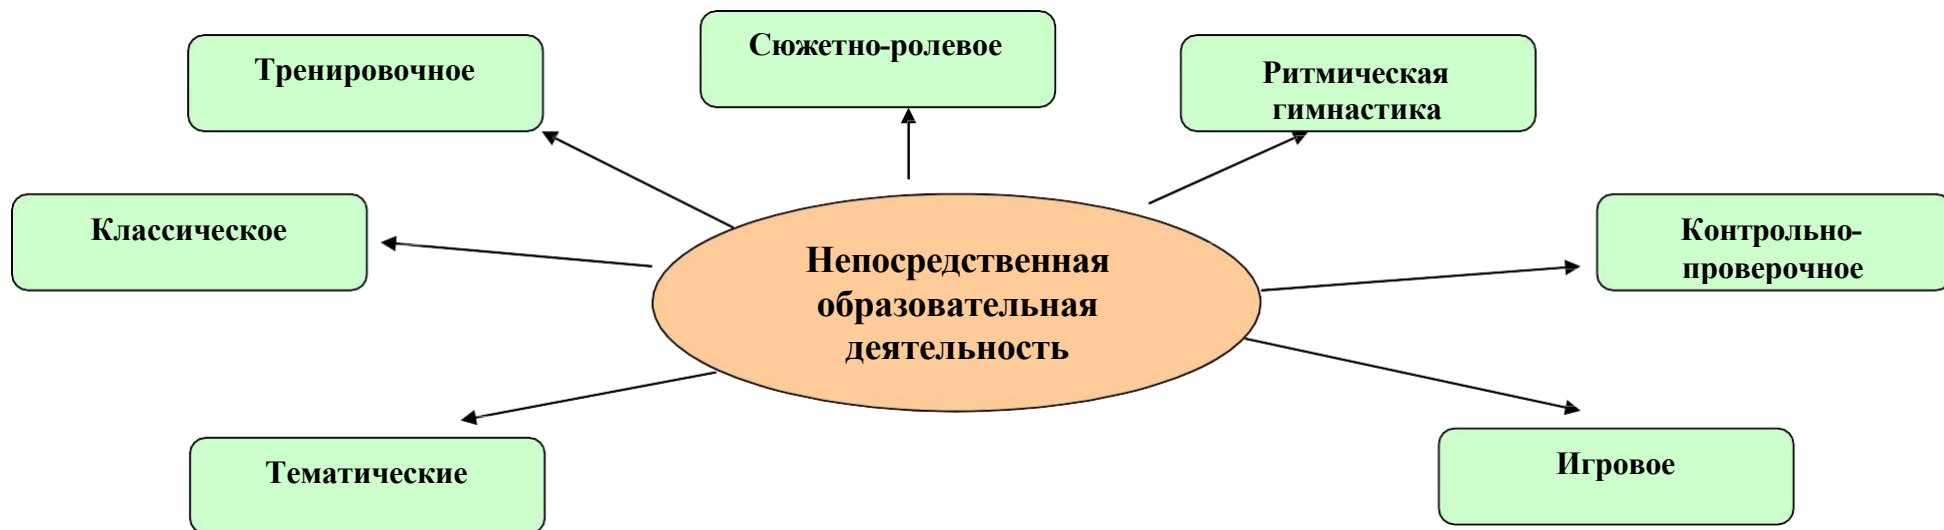 Сюжетно-ролевое
Тренировочное
Ритмическая
гимнастика
Классическое
Контрольно-
проверочное
Непосредственная
образовательная
деятельность
Тематические
Игровое